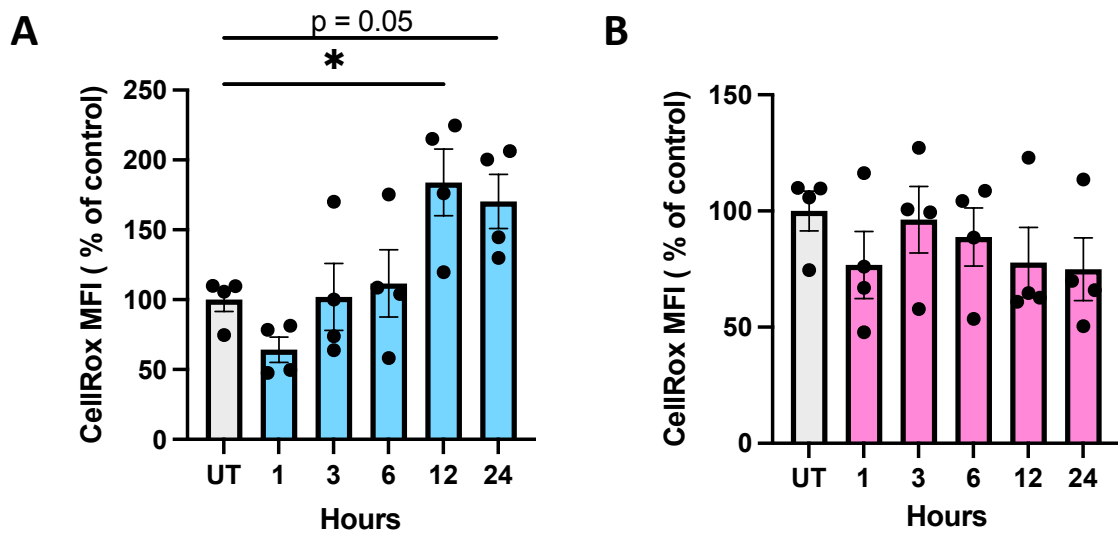 A
p = 0.05
*
CellRox MFI ( % of control)
250
200
150
100
50
0
UT 1 3 6 12 24
Hours
B
CellRox MFI ( % of control)
150
100
50
0
UT 1 3 6 12 24
Hours